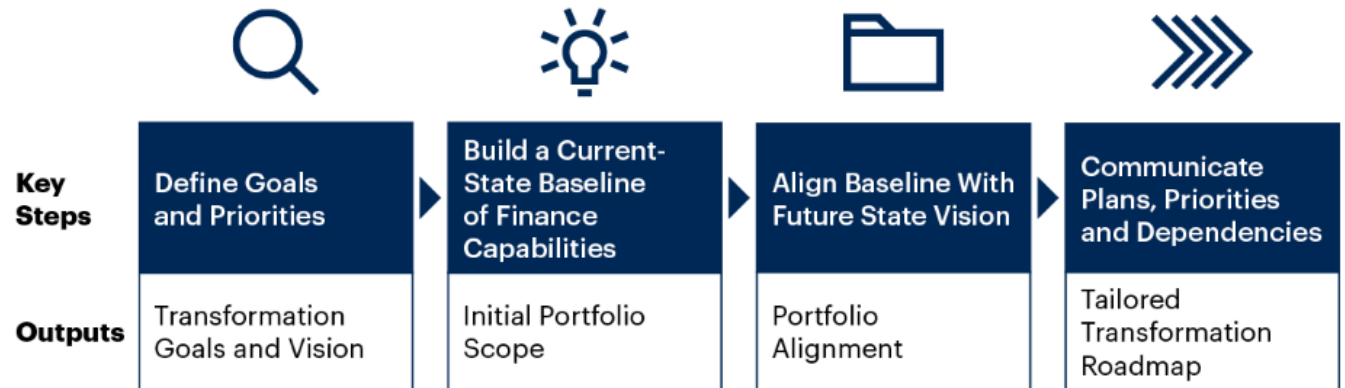 Key
Steps
Define Goals
and Priorities
Build a Current-
State Baseline
of Finance
Capabilities
Align Baseline With
Future State Vision
Communicate
Plans, Priorities
and Dependencies
Outputs
Transformation
Goals and Vision
Initial Portfolio
Scope
Portfolio
Alignment
Tailored
Transformation
Roadmap